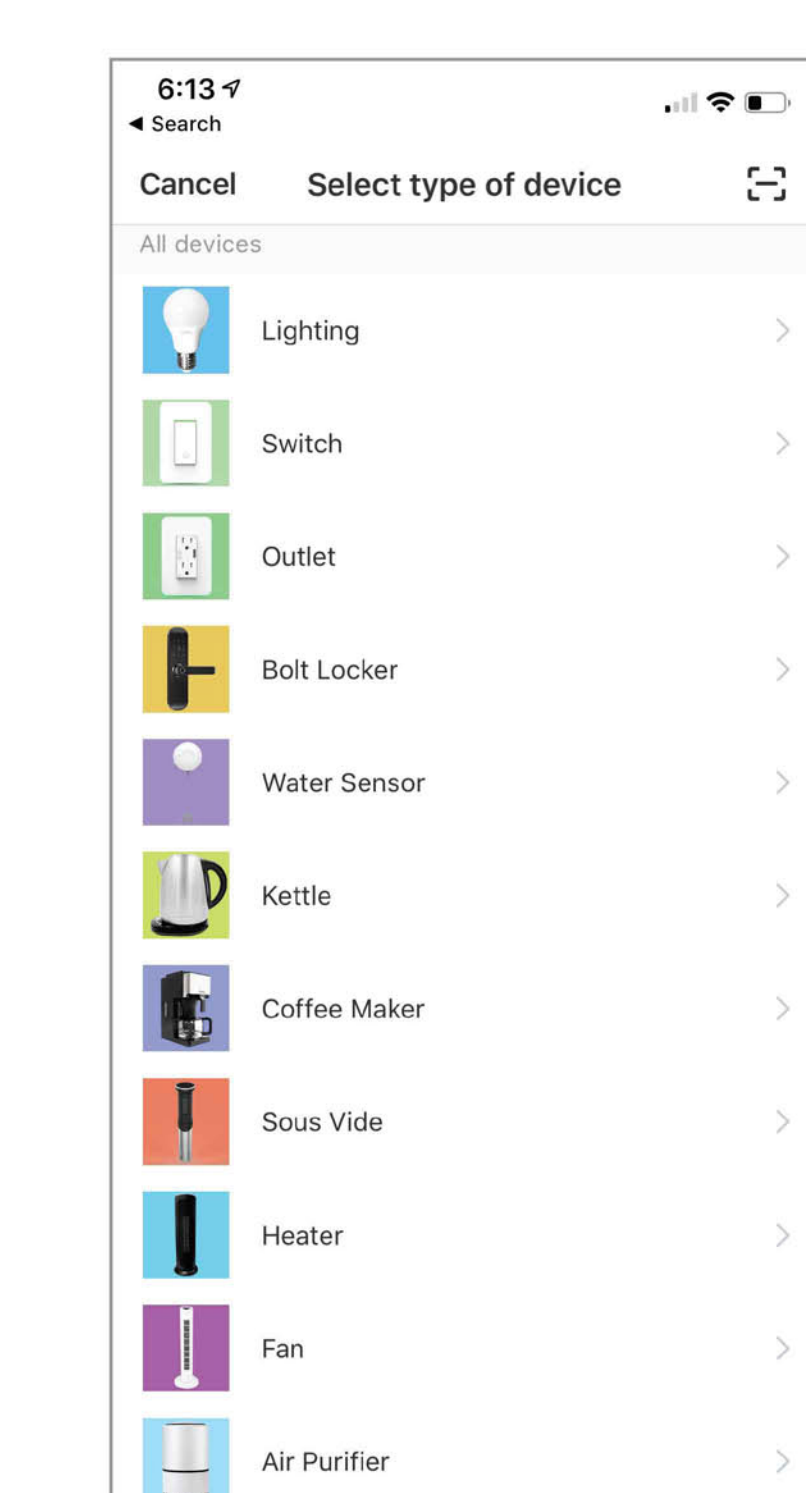 6:13
◀ Search
Cancel
Select type of device
All devices
Lighting
Switch
Outlet
Bolt Locker
Water Sensor
Kettle
Coffee Maker
Sous Vide
Heater
Fan
Air Purifier